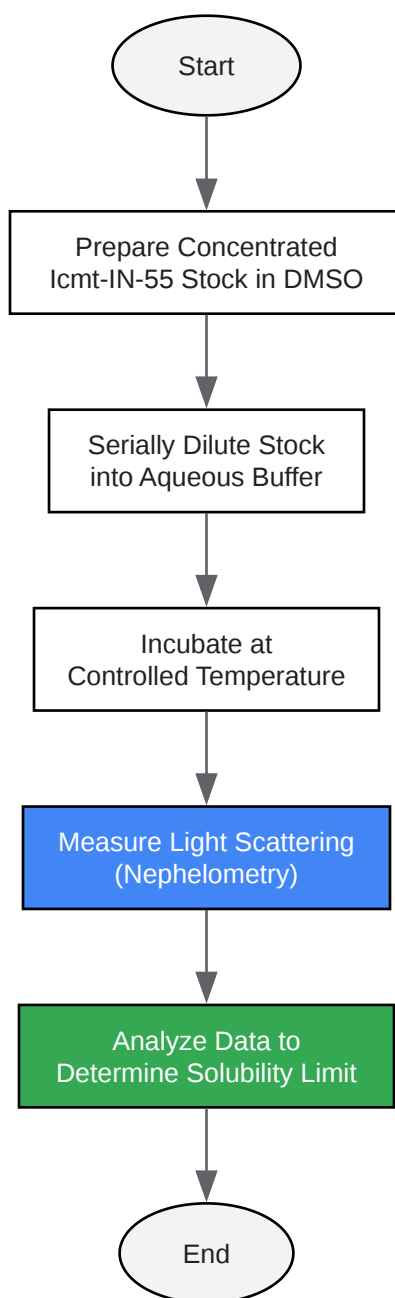 Start
Prepare Concentrated
Icmt-IN-55 Stock in DMSO
Serially Dilute Stock
into Aqueous Buffer
Incubate at
Controlled Temperature
Measure Light Scattering
(Nephelometry)
Analyze Data to
Determine Solubility Limit
End